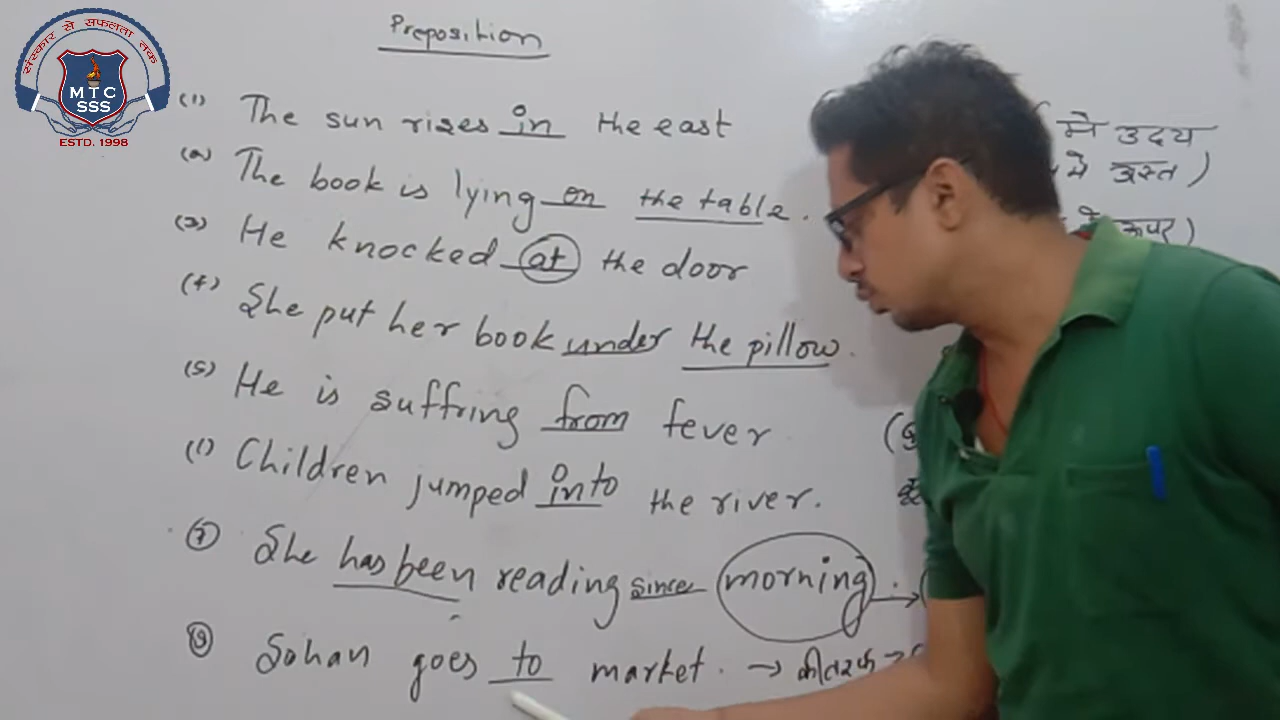 संस्कार से सफलता तक
MTC
SSS
ESTD. 1998
Preposition
(1) The sun rises in the east
में उदय
(2) The book is lying on the table.
में अस्त)
(3) He knocked at the door
के ऊपर)
(4) She put her book under the pillow.
(5) He is suffring from fever
(6) Children jumped into the river.
(7) She has been reading since morning. →
(8) Sohan goes to market. →